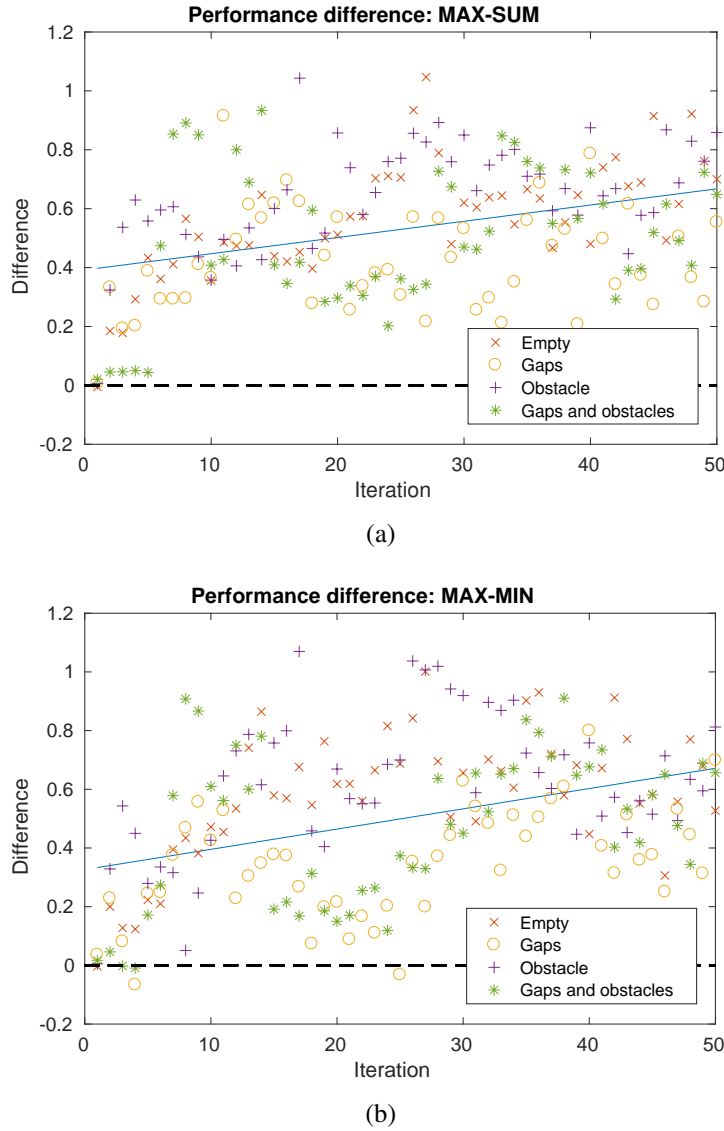 Performance difference: MAX-SUM
1.2
1
0.8
0.6
0.4
0.2
0
-0.2
Difference
Empty
Gaps
Obstacle
Gaps and obstacles
0 10 20 30 40 50
Iteration
(a)
Performance difference: MAX-MIN
1.2
1
0.8
0.6
0.4
0.2
0
-0.2
Difference
Empty
Gaps
Obstacle
Gaps and obstacles
0 10 20 30 40 50
Iteration
(b)